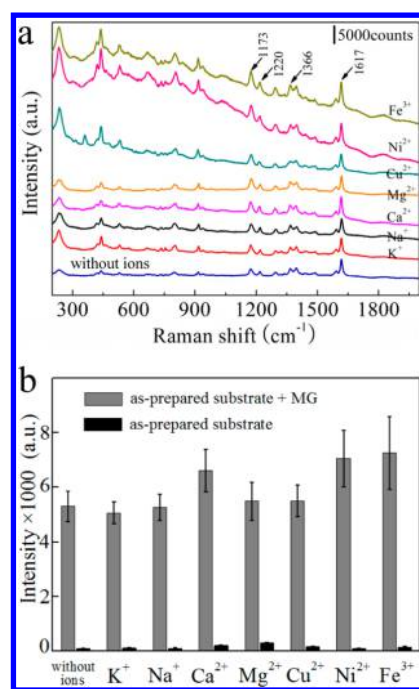 a
5000counts
1173
1220
1366
1617
Fe3+
Ni2+
Cu2+
Mg2+
Ca2+
Na+
K+
without ions
Intensity (a.u.)
300 600 900 1200 1500 1800
Raman shift (cm-1)
b
as-prepared substrate + MG
as-prepared substrate
Intensity ×1000 (a.u.)
8
6
4
2
0
without ions K+ Na+ Ca2+ Mg2+ Cu2+ Ni2+ Fe3+